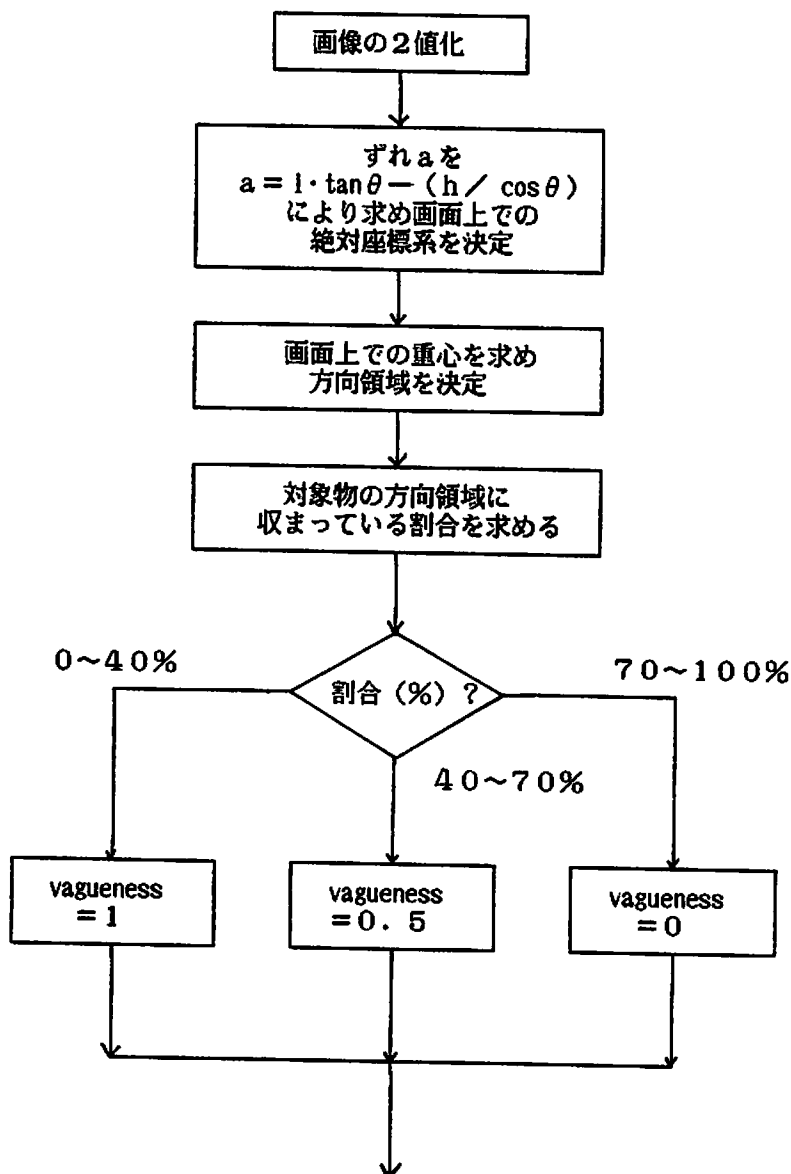 画像の２値化
ずれａを
ａ＝ｌ・tanθ－（ｈ／cosθ）
により求め画面上での
絶対座標系を決定
画面上での重心を求め
方向領域を決定
対象物の方向領域に
収まっている割合を求める
割合（％）？
０～４０％
４０～７０％
７０～１００％
vagueness
＝１
vagueness
＝０．５
vagueness
＝０